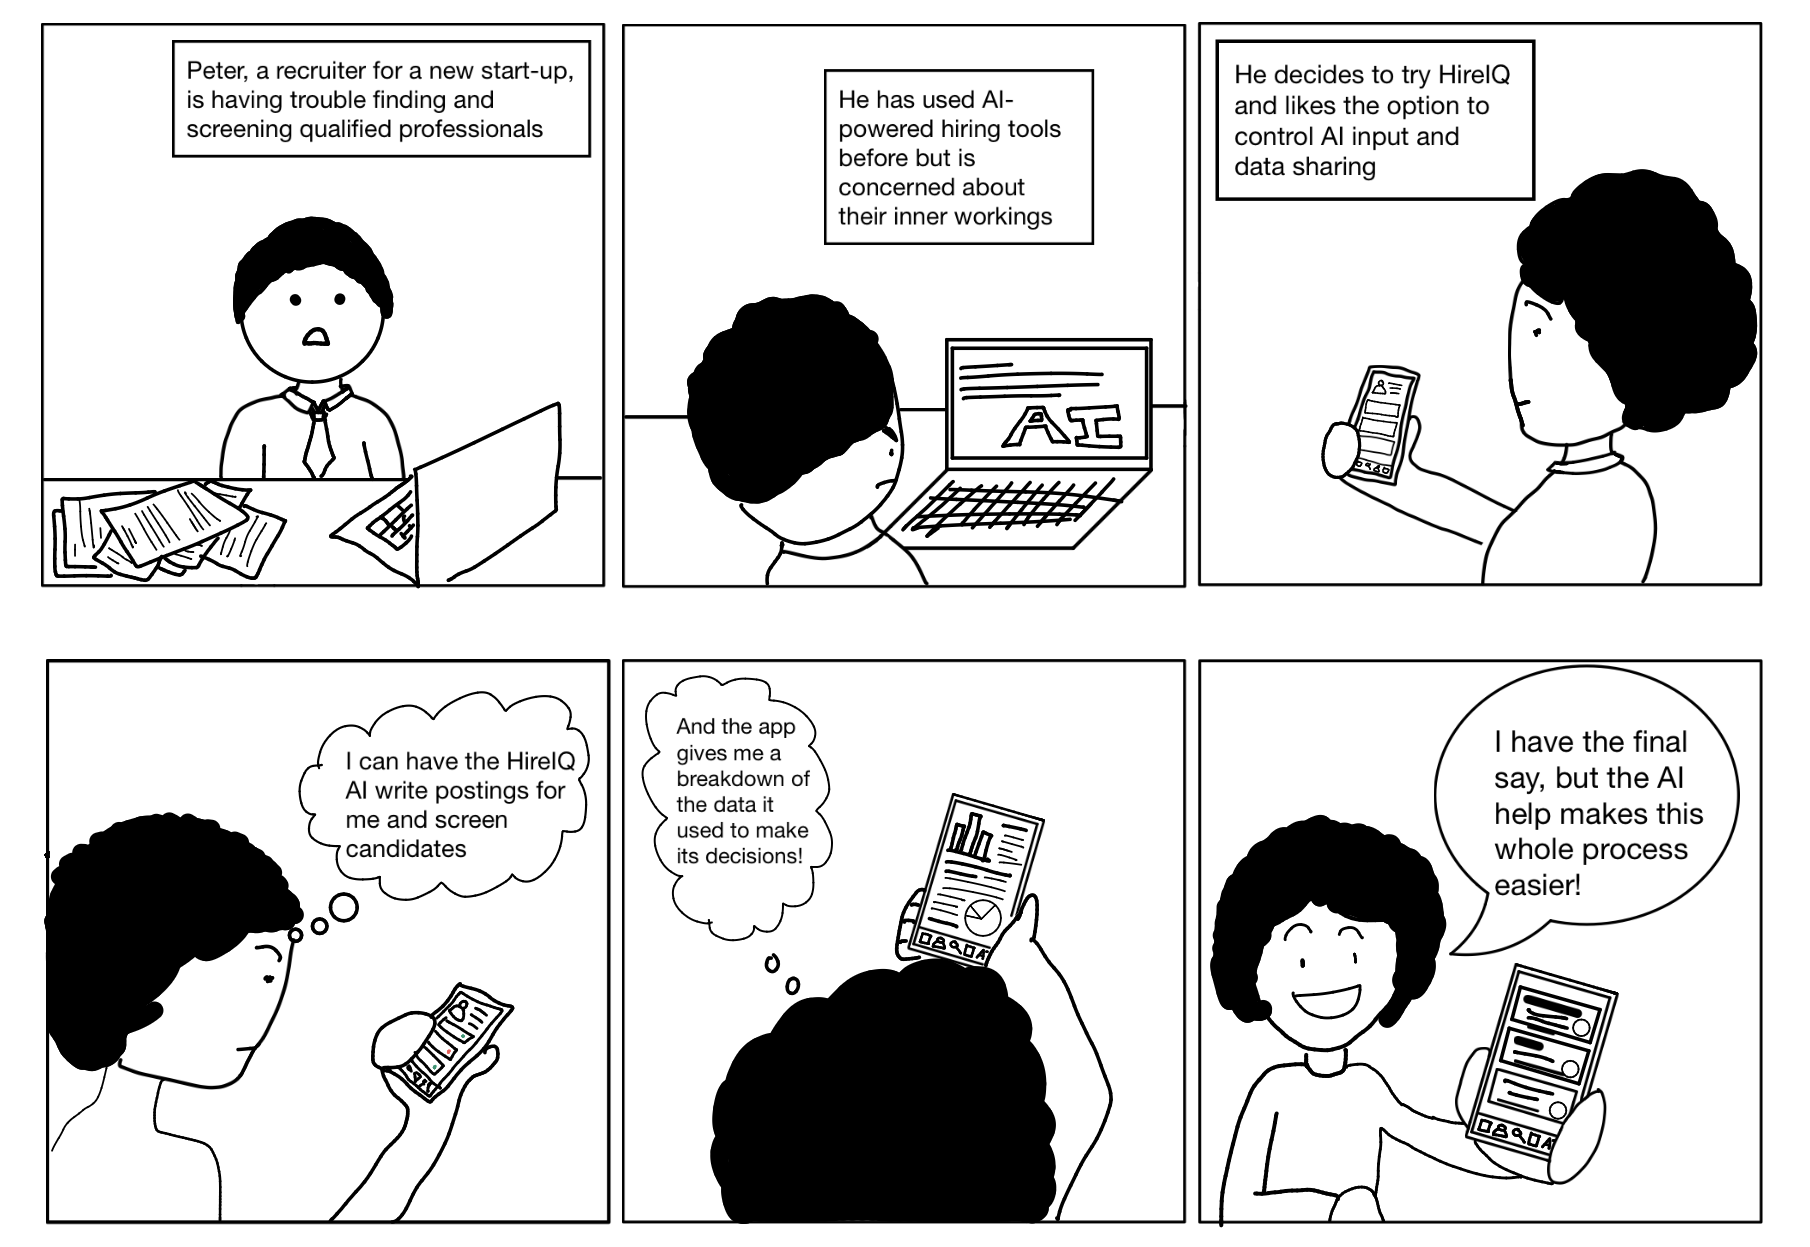 Peter, a recruiter for a new start-up,
is having trouble finding and
screening qualified professionals
He has used AI-
powered hiring tools
before but is
concerned about
their inner workings
AI
He decides to try HireIQ
and likes the option to
control AI input and
data sharing
I can have the HireIQ
AI write postings for
me and screen
candidates
And the app
gives me a
breakdown of
the data it
used to make
its decisions!
I have the final
say, but the AI
help makes this
whole process
easier!